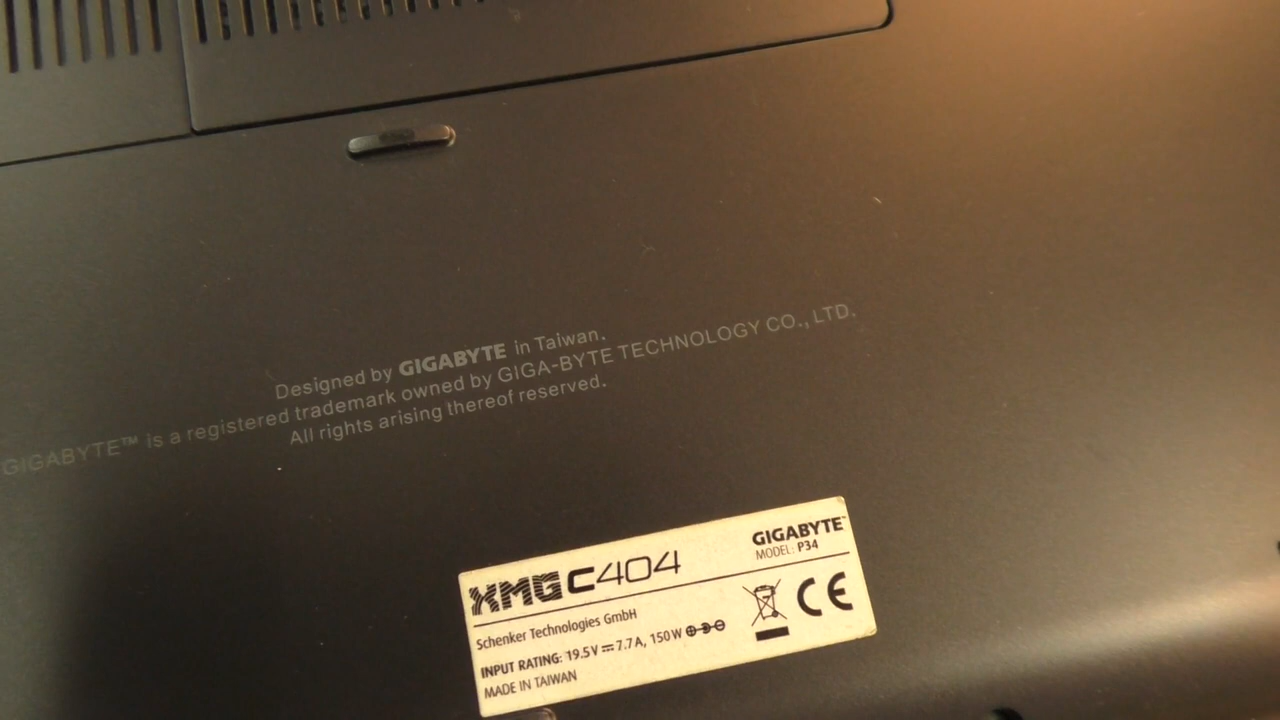 Designed by GIGABYTE in Taiwan.
GIGABYTE™ is a registered trademark owned by GIGA-BYTE TECHNOLOGY CO., LTD.
All rights arising thereof reserved.
XMG C404
GIGABYTE™
MODEL: P34
Schenker Technologies GmbH
INPUT RATING: 19.5V⎓7.7A, 150W
MADE IN TAIWAN
CE